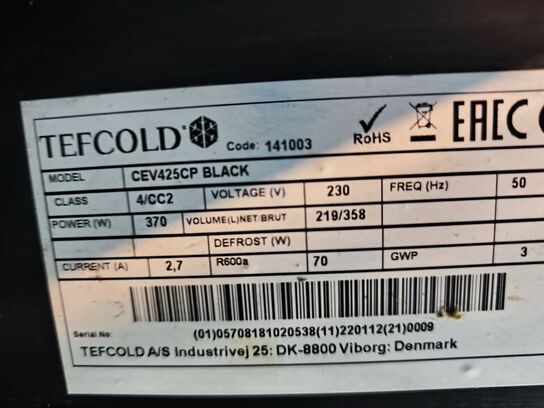 TEFCOLD Code: 141003 RoHS EAC
MODEL CEV425CP BLACK
CLASS 4/CC2 VOLTAGE (V) 230 FREQ (Hz) 50
POWER (W) 370 VOLUME(L)NET/BRUT 219/358
DEFROST (W)
CURRENT (A) 2,7 R600a 70 GWP 3
Serial No:
(01)05708181020538(11)220112(21)0009
TEFCOLD A/S Industrivej 25: DK-8800 Viborg: Denmark